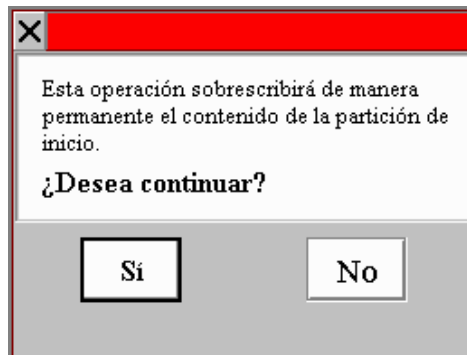 Esta operación sobrescribirá de manera
permanente el contenido de la partición de
inicio.
¿Desea continuar?
Sí
No